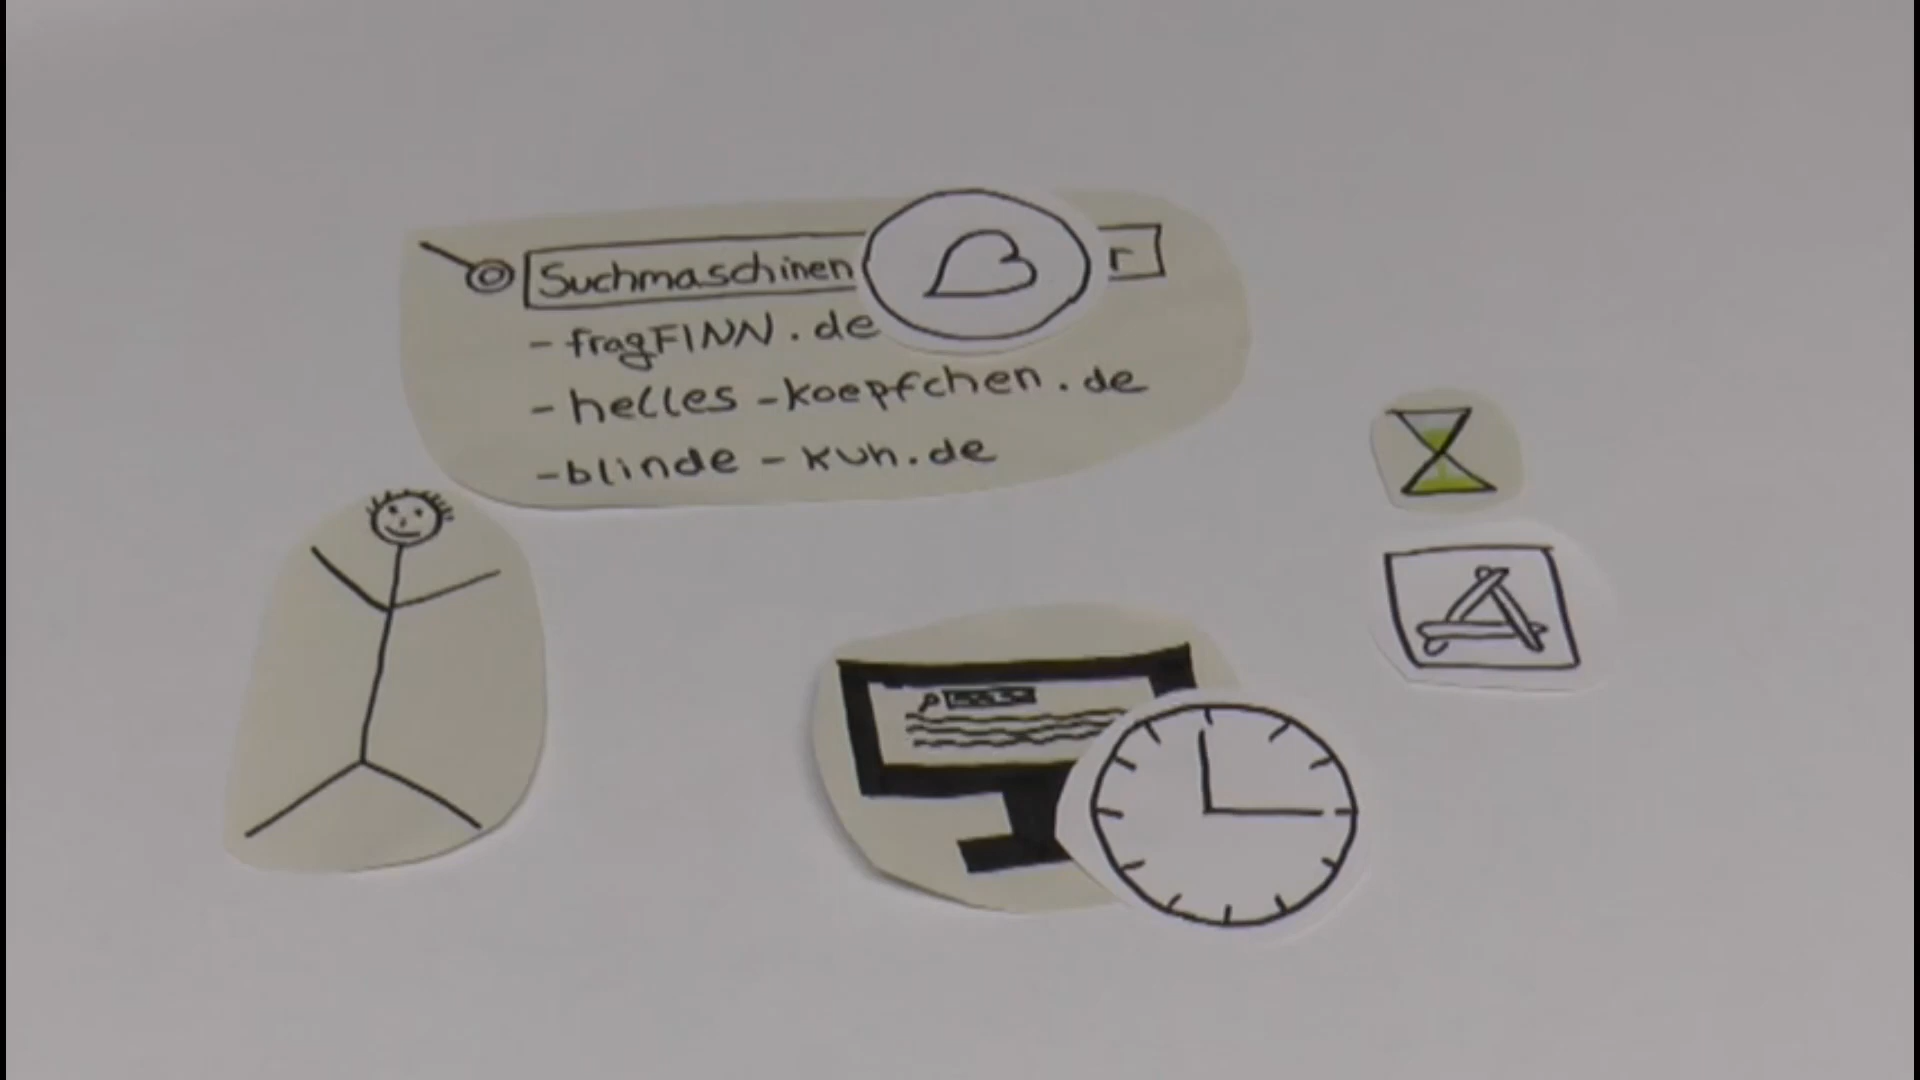 Suchmaschinen r
- fragFINN.de
- helles-koepfchen.de
- blinde-kuh.de